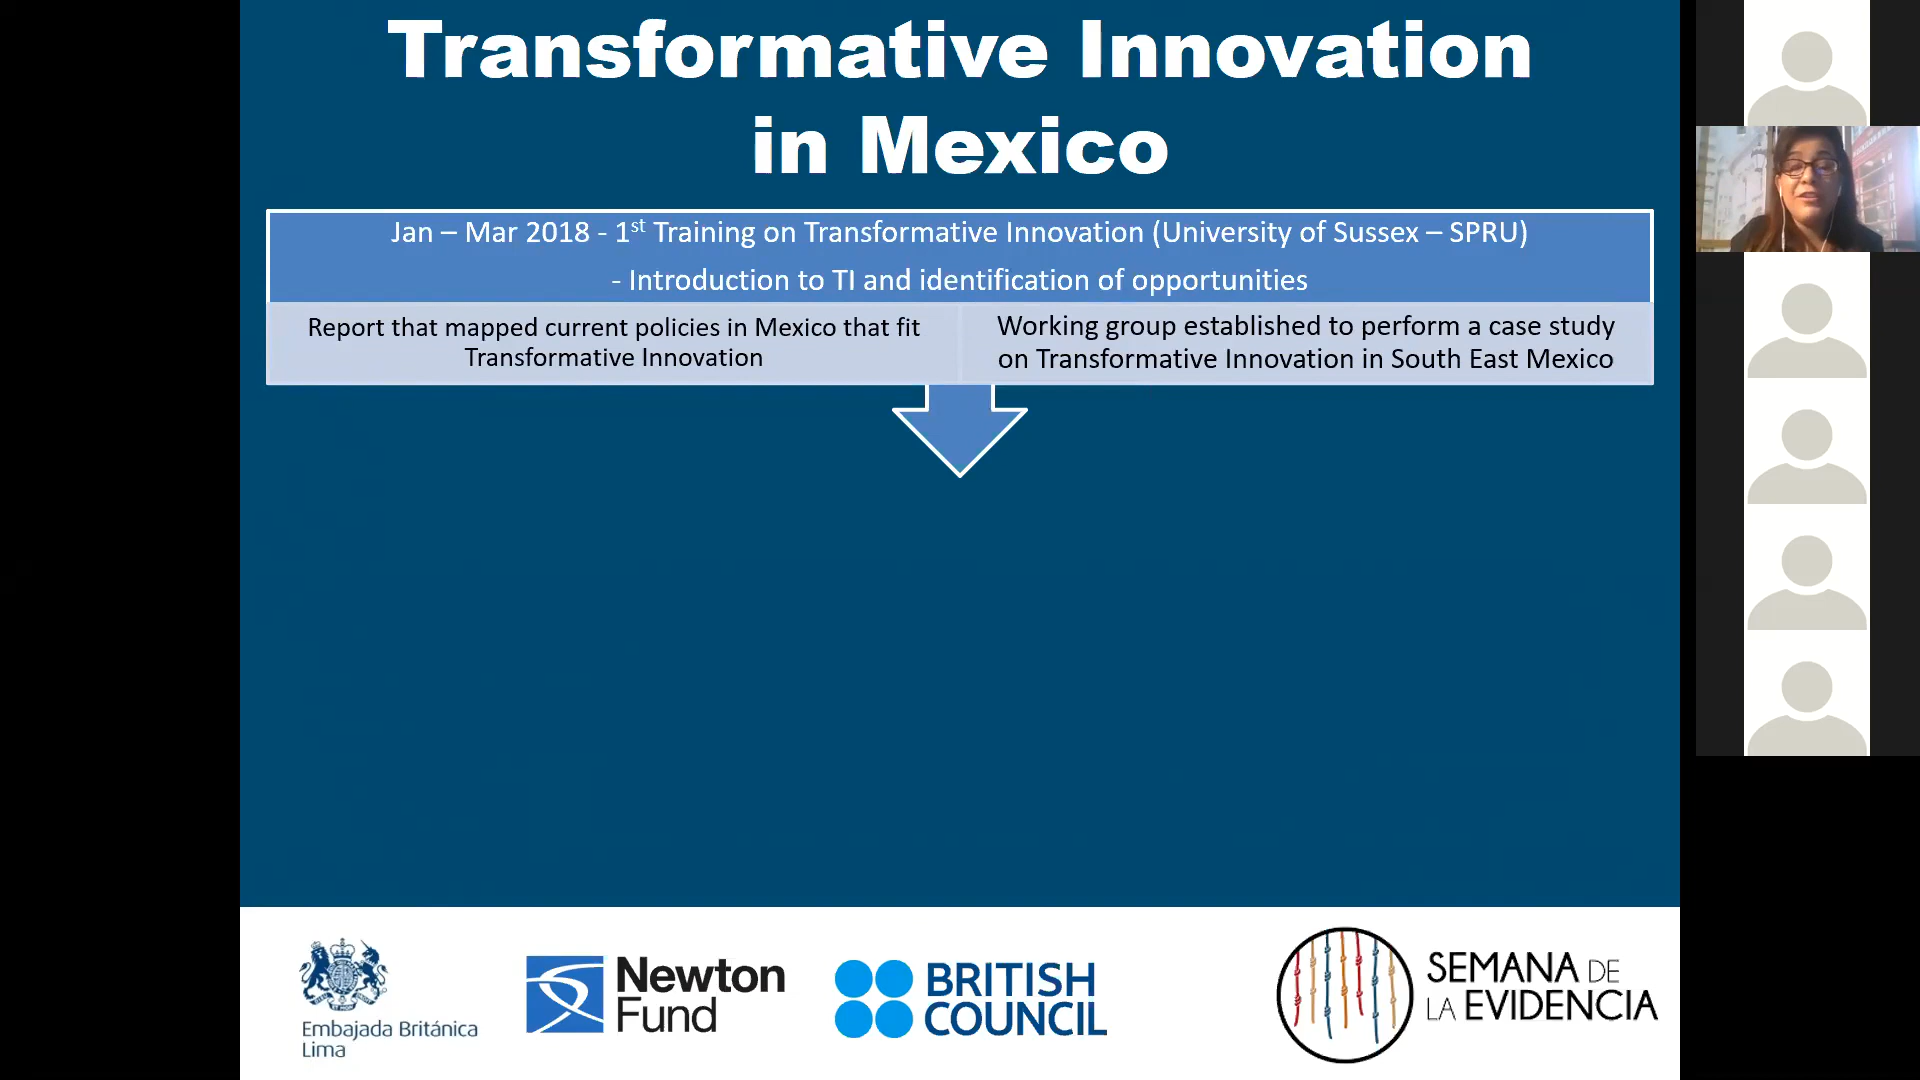 Transformative Innovation
in Mexico
Jan – Mar 2018 - 1st Training on Transformative Innovation (University of Sussex – SPRU)
- Introduction to TI and identification of opportunities
Report that mapped current policies in Mexico that fit
Transformative Innovation
Working group established to perform a case study
on Transformative Innovation in South East Mexico
Embajada Británica
Lima
Newton
Fund
BRITISH
COUNCIL
SEMANA DE
LA EVIDENCIA